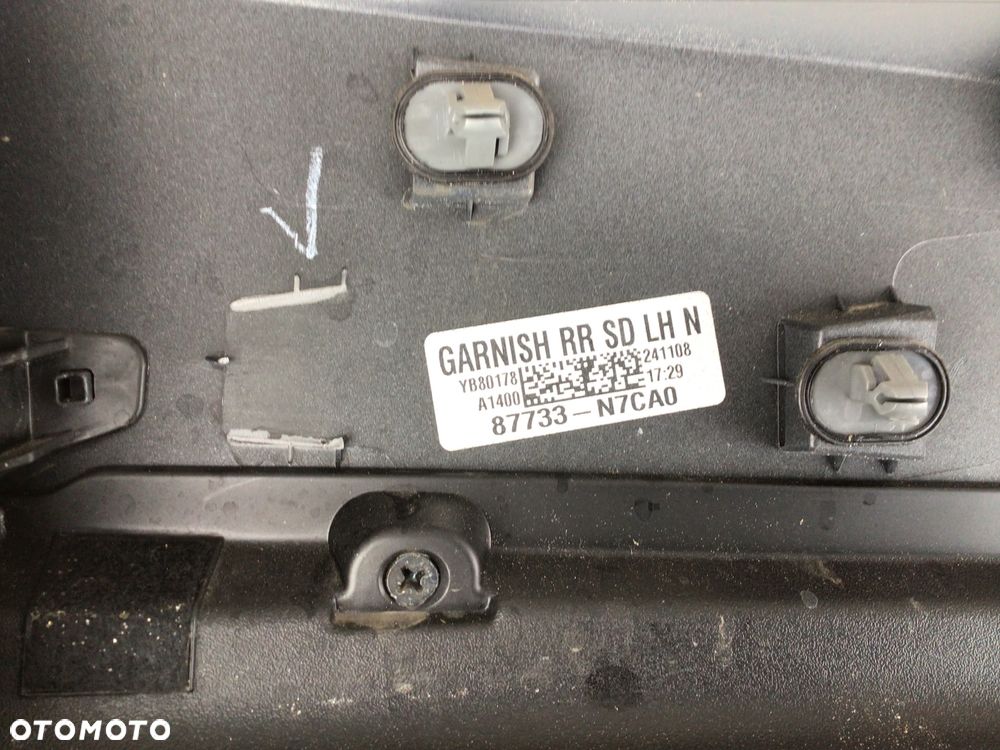 GARNISH RR SD LH N
YB80178 241108
A1400 17:29
87733-N7CA0
OTOMOTO